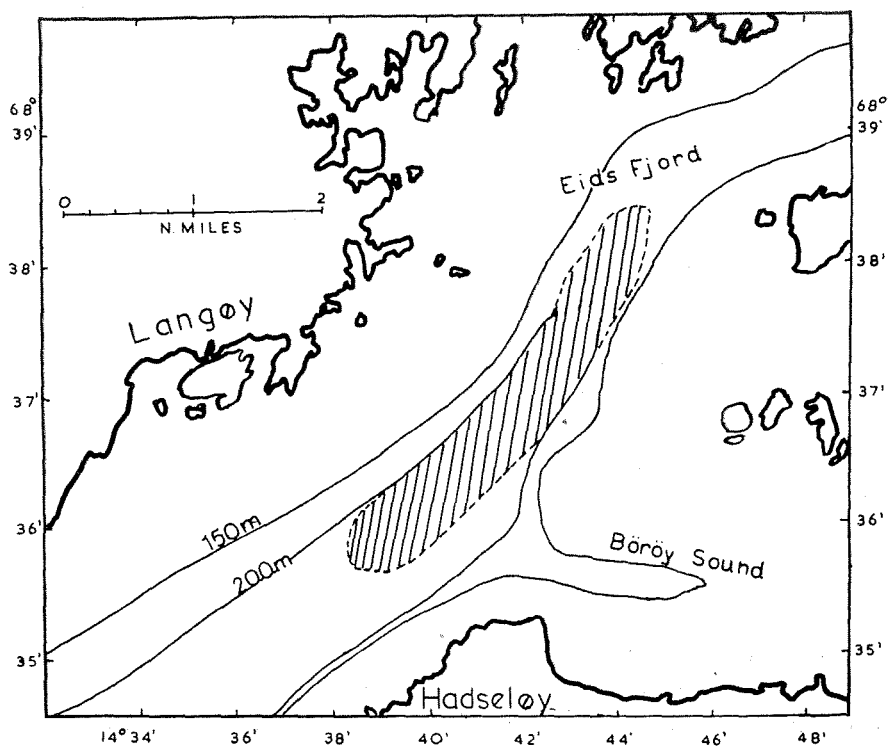 68°
39'
68°
39'
0 1 2
N. MILES
Eids Fjord
38'
38'
Langøy
37'
37'
36'
36'
150m
200m
Böröy Sound
35'
35'
Hadseløy
14°34' 36' 38' 40' 42' 44' 46' 48'